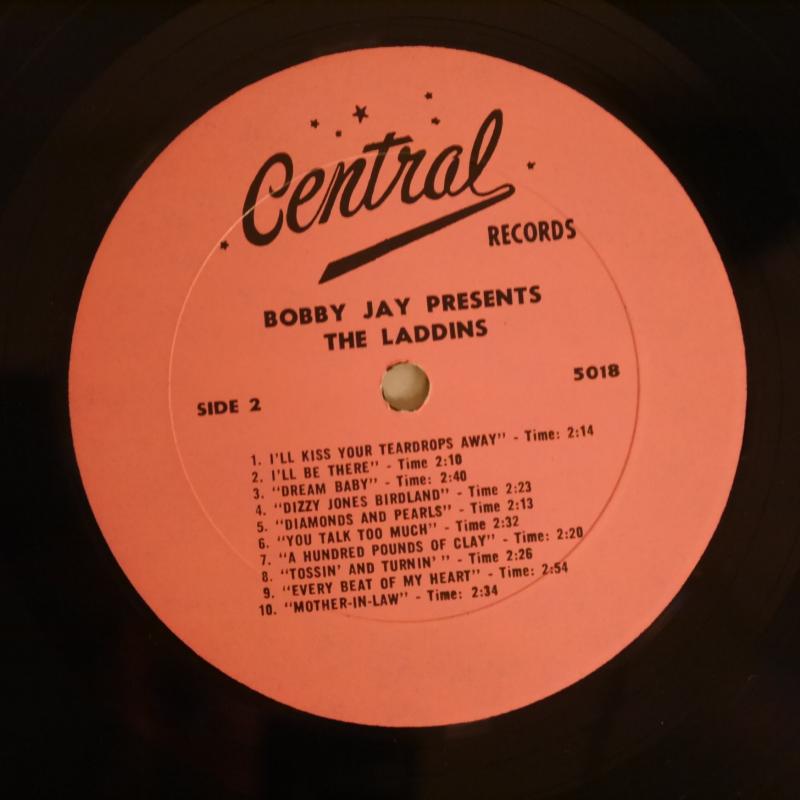 Central
RECORDS
BOBBY JAY PRESENTS
THE LADDINS
SIDE 2
5018
1. I'LL KISS YOUR TEARDROPS AWAY" - Time: 2:14
2. I'LL BE THERE" - Time 2:10
3. "DREAM BABY" - Time: 2:40
4. "DIZZY JONES BIRDLAND" - Time 2:23
5. "DIAMONDS AND PEARLS" - Time 2:13
6. "YOU TALK TOO MUCH" - Time 2:32
7. "A HUNDRED POUNDS OF CLAY" - Time: 2:20
8. "TOSSIN' AND TURNIN' " - Time 2:26
9. "EVERY BEAT OF MY HEART" - Time: 2:54
10. "MOTHER-IN-LAW" - Time: 2:34